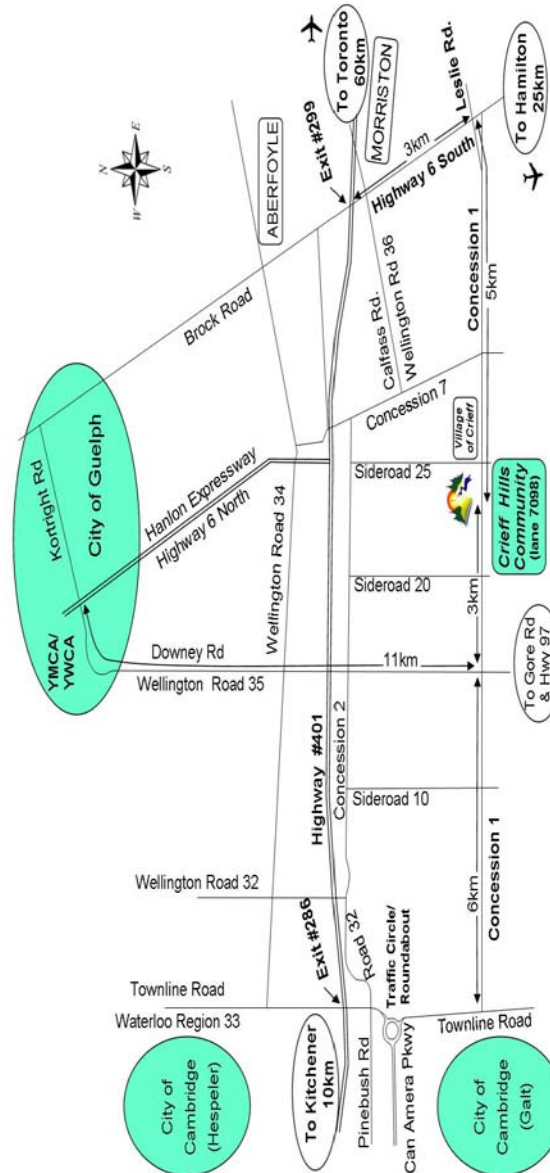 N
E
S
W
City of Guelph
Kortright Rd
YMCA/
YWCA
Hanlon Expressway
Highway 6 North
Brock Road
ABERFOYLE
Exit #299
To Toronto
60km
MORRISTON
Calfass Rd.
Wellington Rd 36
3km
Highway 6 South
Leslie Rd.
To Hamilton
25km
Downey Rd
Wellington Road 35
11km
Wellington Road 34
Highway #401
Concession 2
Concession 7
Sideroad 25
Sideroad 20
Sideroad 10
Village
of Crieff
Crieff Hills
Community
(lane 7098)
Concession 1
5km
3km
6km
Concession 1
To Gore Rd
& Hwy 97
Wellington Road 32
Exit #286
Road 32
Townline Road
Waterloo Region 33
Traffic Circle/
Roundabout
Pinebush Rd
Can Amera Pkwy
Townline Road
To Kitchener
10km
City of
Cambridge
(Hespeler)
City of
Cambridge
(Galt)